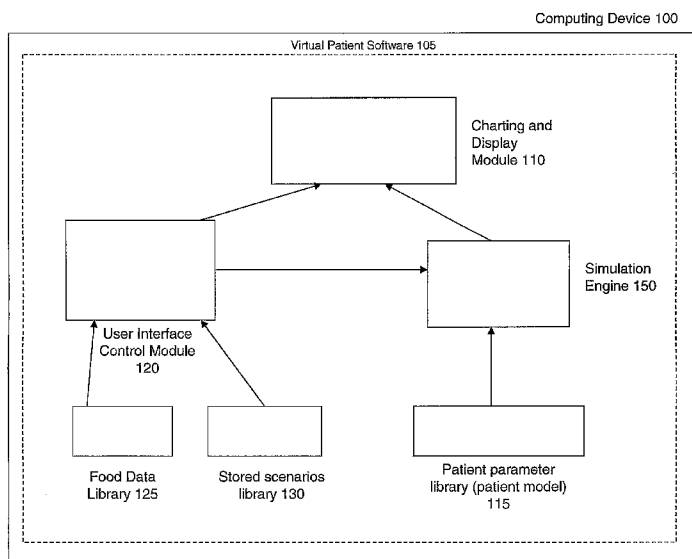 Computing Device 100
Virtual Patient Software 105
Charting and
Display
Module 110
Simulation
Engine 150
User Interface
Control Module
120
Food Data
Library 125
Stored scenarios
library 130
Patient parameter
library (patient model)
115